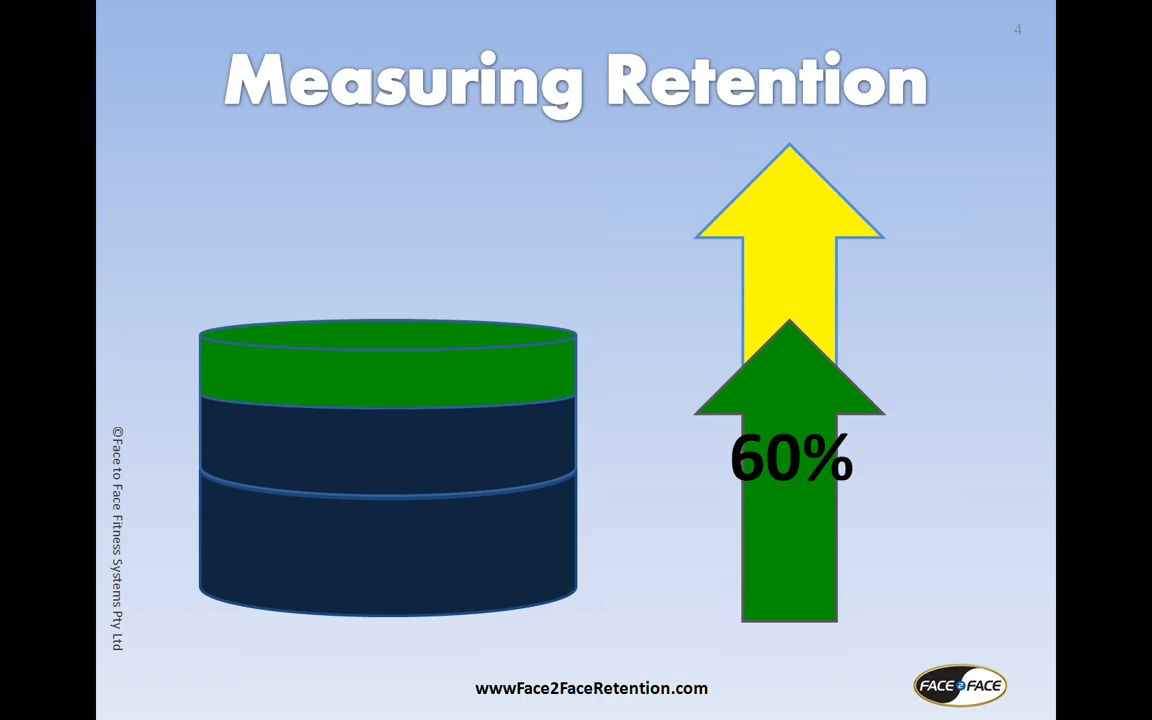 4
Measuring Retention
60%
©Face to Face Fitness Systems Pty Ltd
wwwFace2FaceRetention.com
FACE 2 FACE